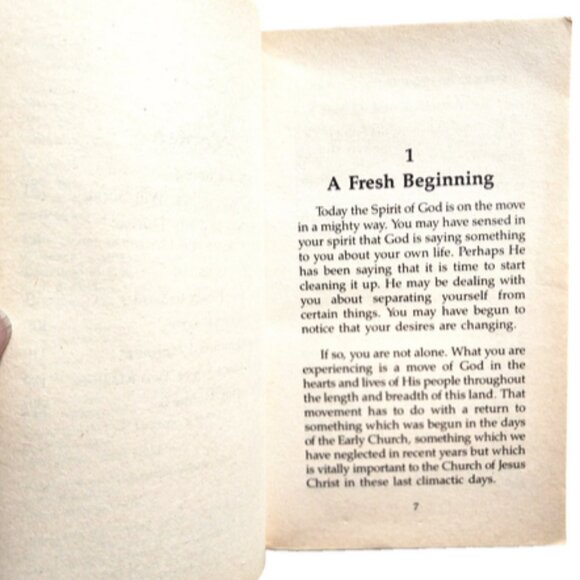 1
A Fresh Beginning
Today the Spirit of God is on the move
in a mighty way. You may have sensed in
your spirit that God is saying something
to you about your own life. Perhaps He
has been saying that it is time to start
cleaning it up. He may be dealing with
you about separating yourself from
certain things. You may have begun to
notice that your desires are changing.
If so, you are not alone. What you are
experiencing is a move of God in the
hearts and lives of His people throughout
the length and breadth of this land. That
movement has to do with a return to
something which was begun in the days
of the Early Church, something which we
have neglected in recent years but which
is vitally important to the Church of Jesus
Christ in these last climactic days.
7